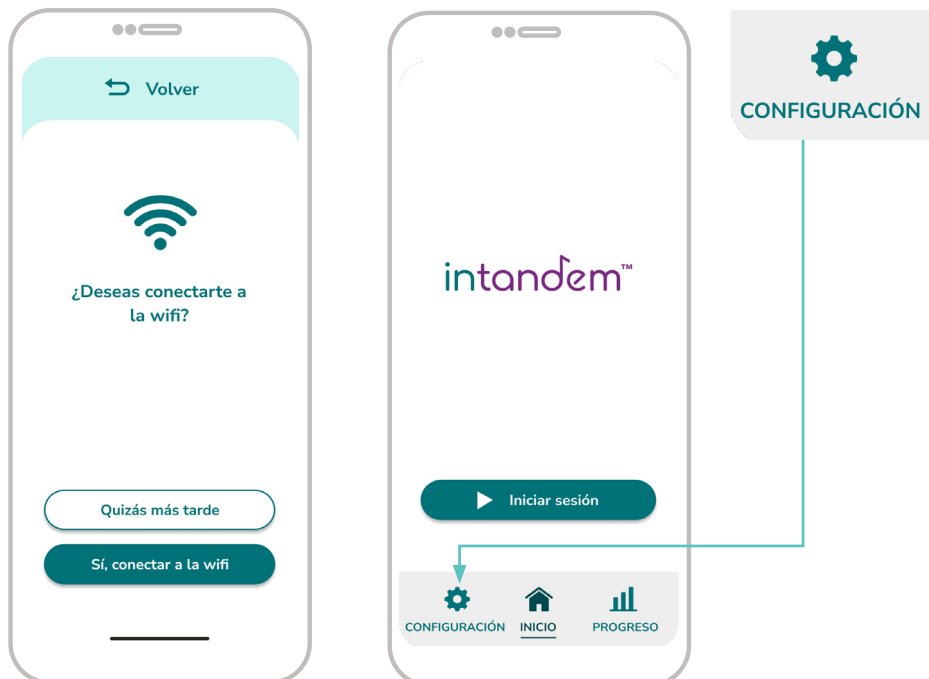 Volver
¿Deseas conectarte a
la wifi?
Quizás más tarde
Sí, conectar a la wifi
intandem™
Iniciar sesión
CONFIGURACIÓN
INICIO
PROGRESO
CONFIGURACIÓN